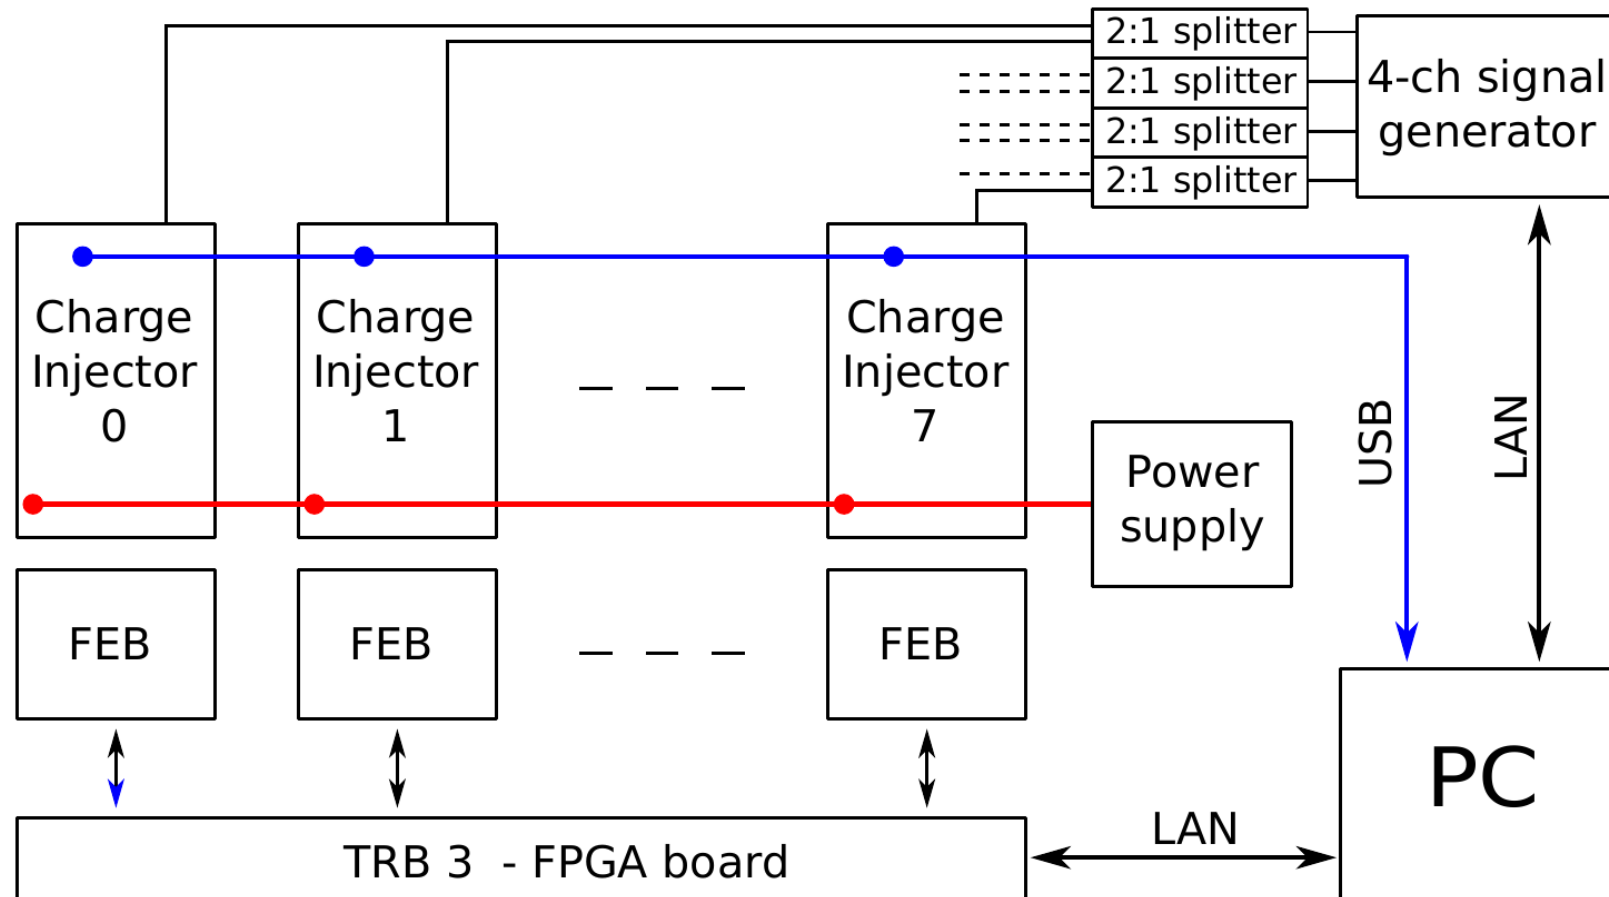 2:1 splitter
2:1 splitter
2:1 splitter
2:1 splitter
4-ch signal
generator
Charge
Injector
0
Charge
Injector
1
Charge
Injector
7
Power
supply
USB
LAN
FEB
FEB
FEB
PC
LAN
TRB 3 - FPGA board